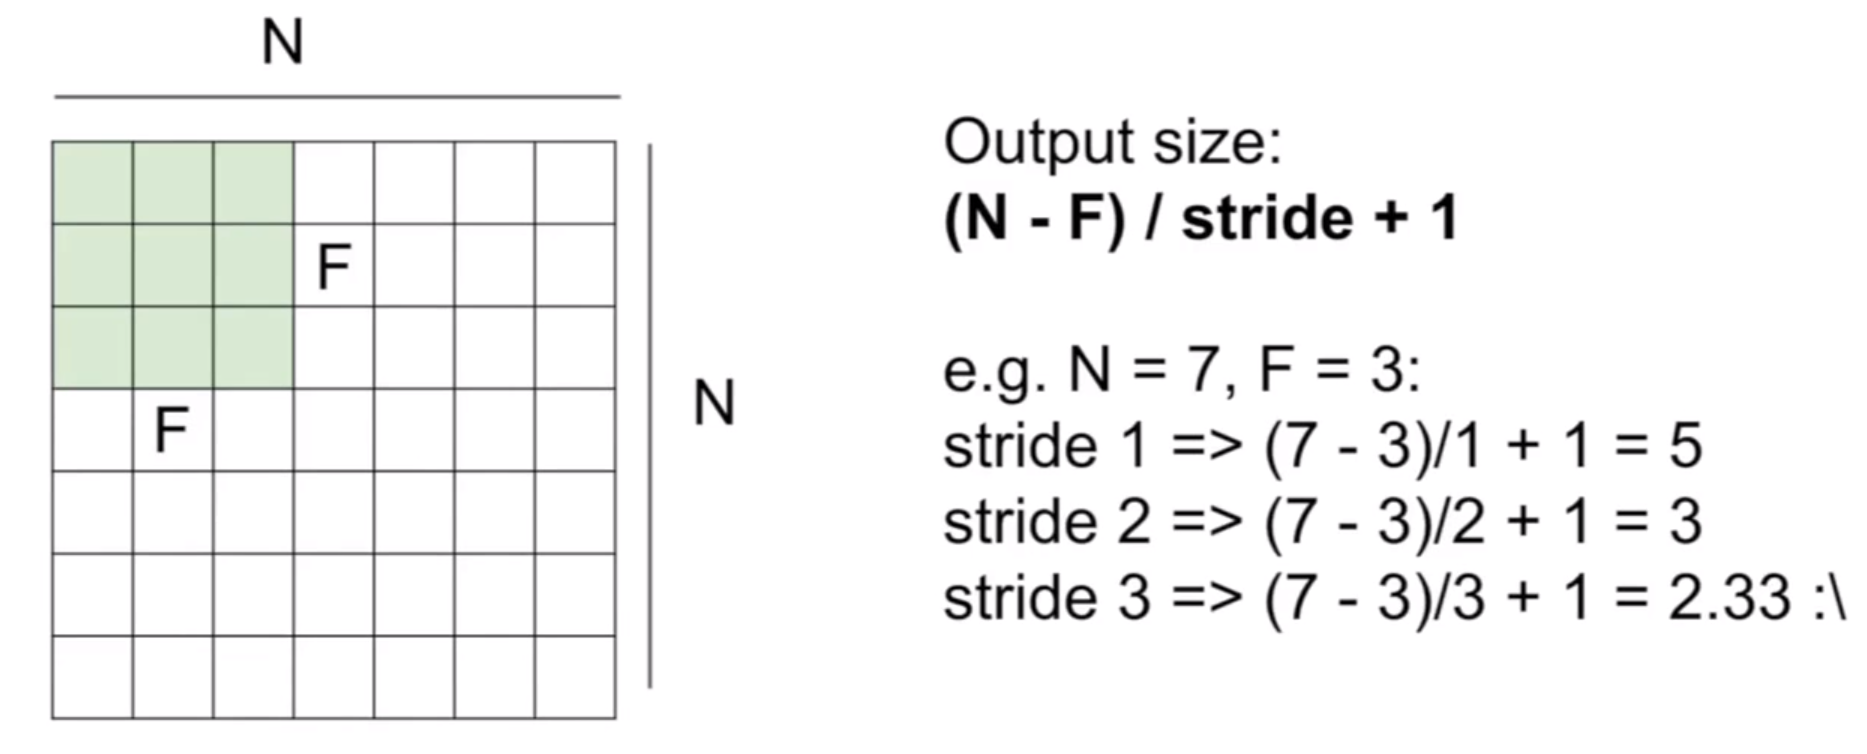 N
F
F
N
Output size:
(N - F) / stride + 1
e.g. N = 7, F = 3:
stride 1 => (7 - 3)/1 + 1 = 5
stride 2 => (7 - 3)/2 + 1 = 3
stride 3 => (7 - 3)/3 + 1 = 2.33 :\